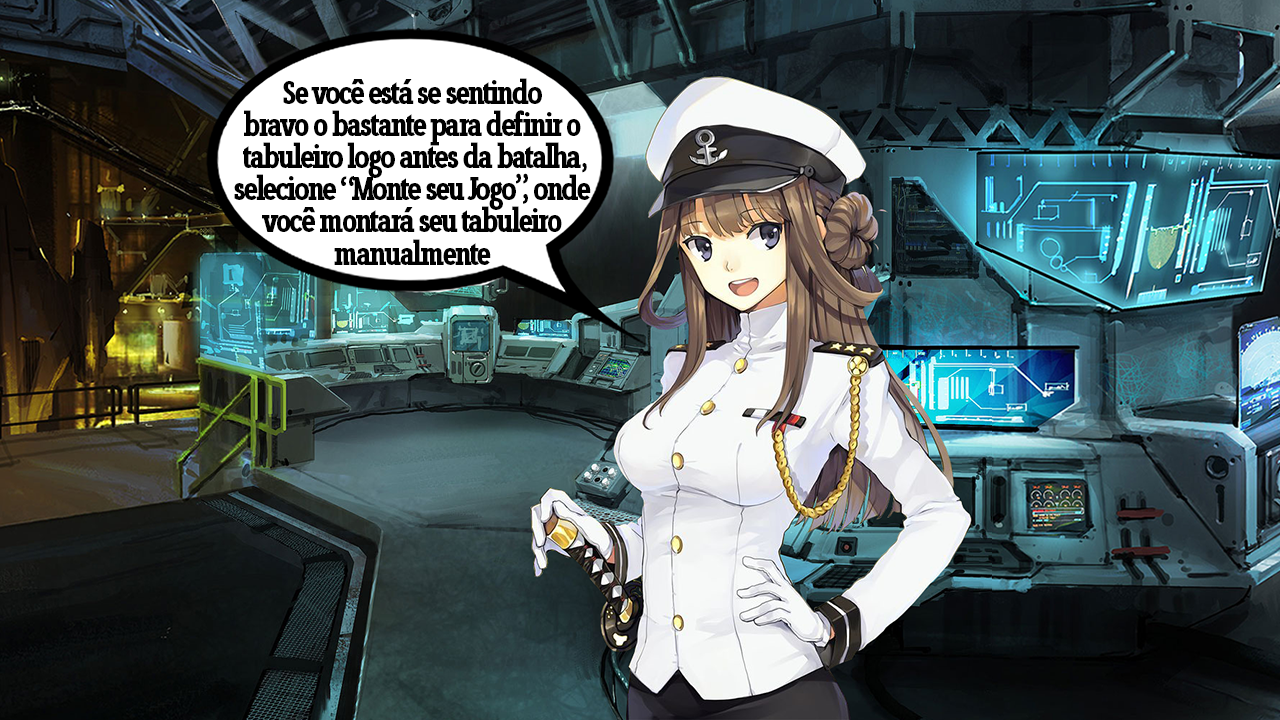 Se você está se sentindo
bravo o bastante para definir o
tabuleiro logo antes da batalha,
selecione “Monte seu Jogo”, onde
você montará seu tabuleiro
manualmente